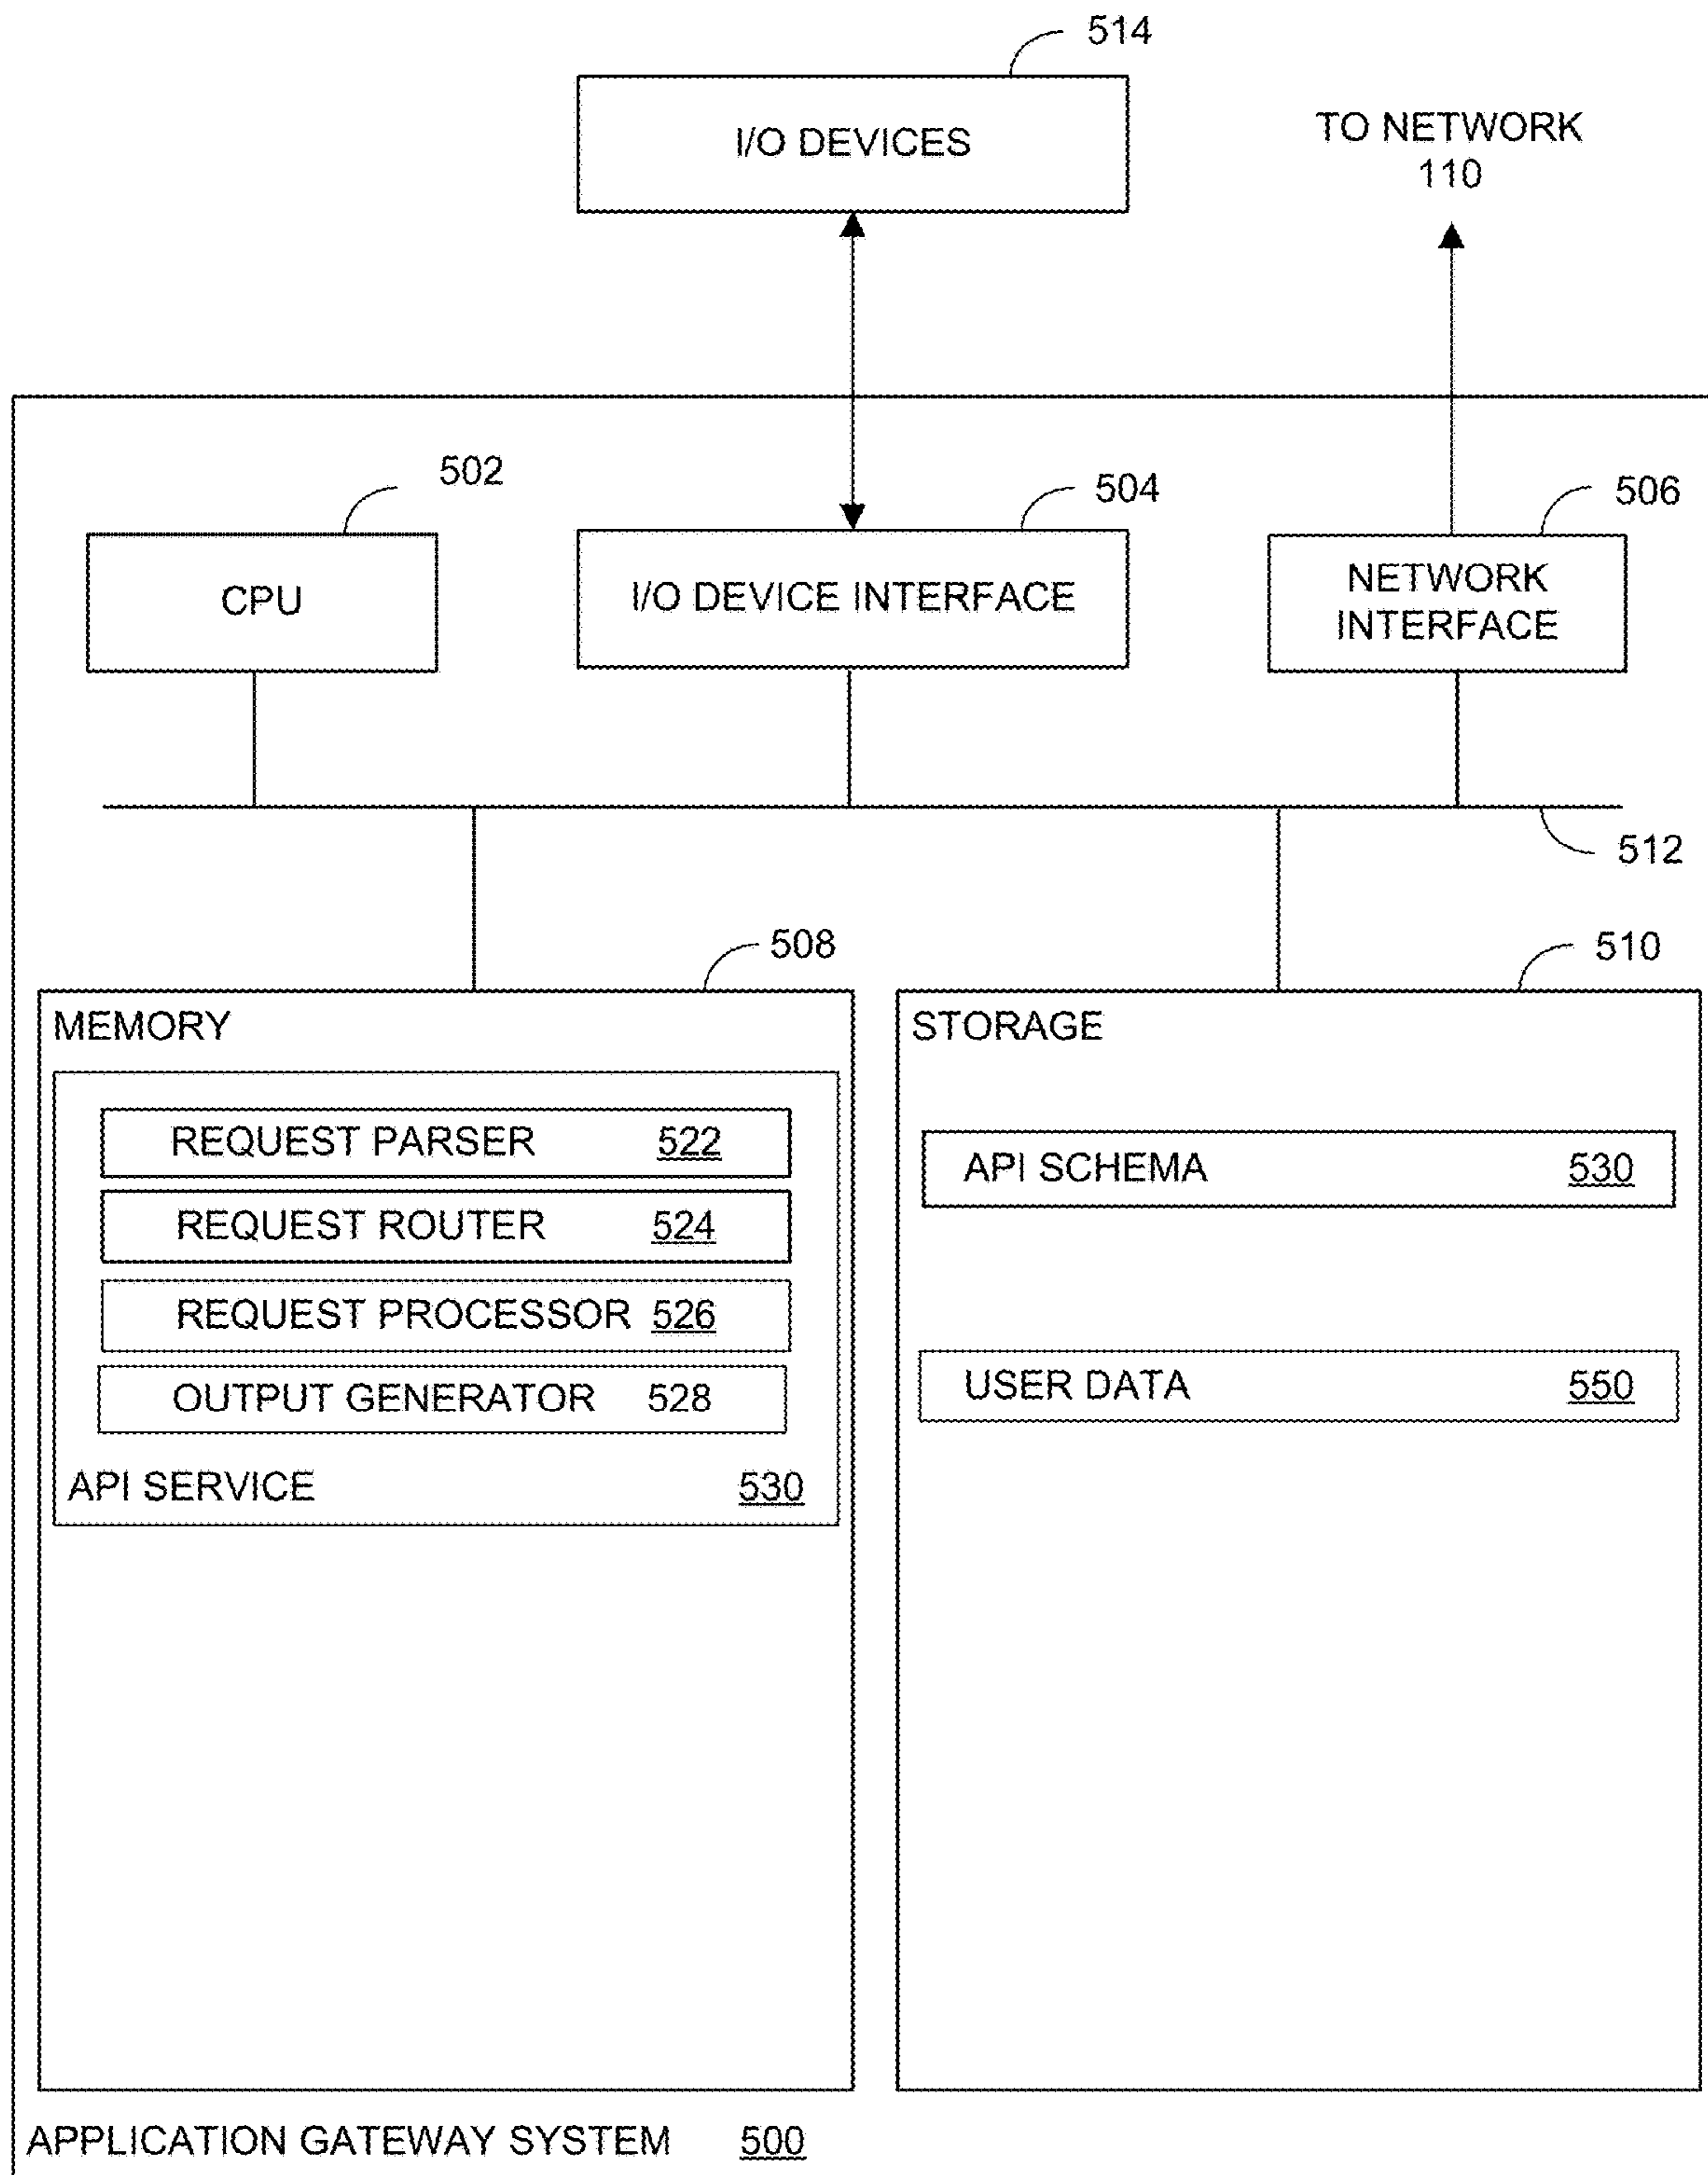 514
I/O DEVICES
TO NETWORK
110
502
504
506
CPU
I/O DEVICE INTERFACE
NETWORK
INTERFACE
512
508
510
MEMORY
REQUEST PARSER 522
REQUEST ROUTER 524
REQUEST PROCESSOR 526
OUTPUT GENERATOR 528
API SERVICE 530
STORAGE
API SCHEMA 530
USER DATA 550
APPLICATION GATEWAY SYSTEM 500